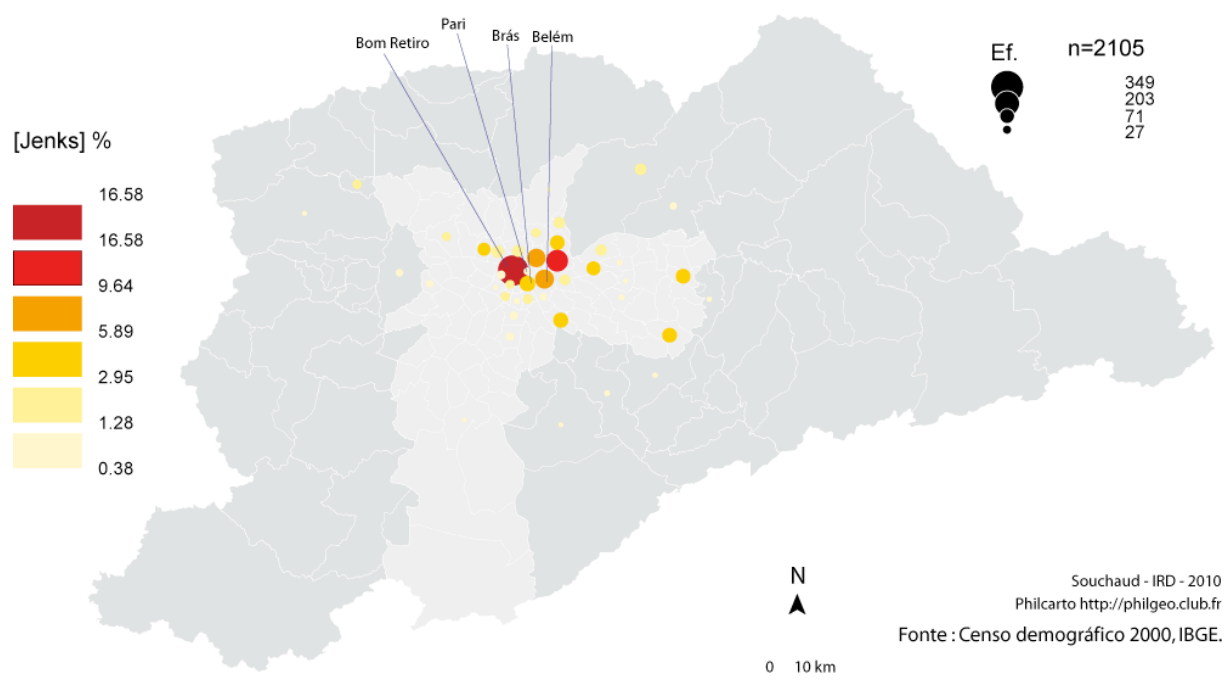 Pari
Brás
Belém
Bom Retiro
Ef.
n=2105
349
203
71
27
[Jenks] %
16.58
16.58
9.64
5.89
2.95
1.28
0.38
N
0 10 km
Souchaud - IRD - 2010
Philcarto http://philgeo.club.fr
Fonte : Censo demográfico 2000, IBGE.